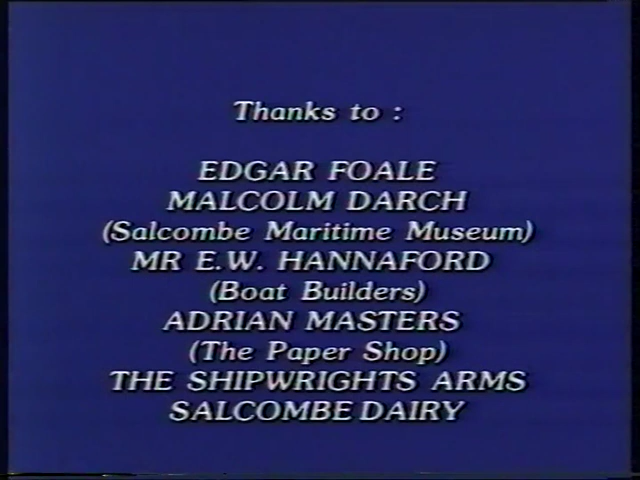 Thanks to :
EDGAR FOALE
MALCOLM DARCH
(Salcombe Maritime Museum)
MR E.W. HANNAFORD
(Boat Builders)
ADRIAN MASTERS
(The Paper Shop)
THE SHIPWRIGHTS ARMS
SALCOMBE DAIRY